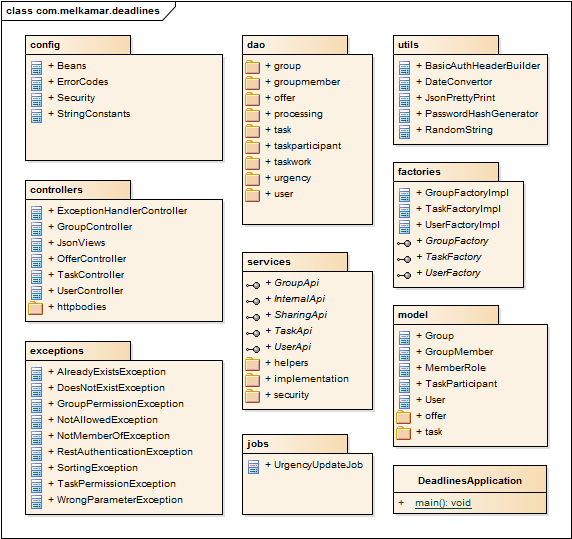 class com.melkamar.deadlines
config
+ Beans
+ ErrorCodes
+ Security
+ StringConstants
controllers
+ ExceptionHandlerController
+ GroupController
+ JsonViews
+ OfferController
+ TaskController
+ UserController
+ httpbodies
exceptions
+ AlreadyExistsException
+ DoesNotExistException
+ GroupPermissionException
+ NotAllowedException
+ NotMemberOfException
+ RestAuthenticationException
+ SortingException
+ TaskPermissionException
+ WrongParameterException
dao
+ group
+ groupmember
+ offer
+ processing
+ task
+ taskparticipant
+ taskwork
+ urgency
+ user
services
+ GroupApi
+ InternalApi
+ SharingApi
+ TaskApi
+ UserApi
+ helpers
+ implementation
+ security
jobs
+ UrgencyUpdateJob
utils
+ BasicAuthHeaderBuilder
+ DateConvertor
+ JsonPrettyPrint
+ PasswordHashGenerator
+ RandomString
factories
+ GroupFactoryImpl
+ TaskFactoryImpl
+ UserFactoryImpl
+ GroupFactory
+ TaskFactory
+ UserFactory
model
+ Group
+ GroupMember
+ MemberRole
+ TaskParticipant
+ User
+ offer
+ task
DeadlinesApplication
+ main(): void